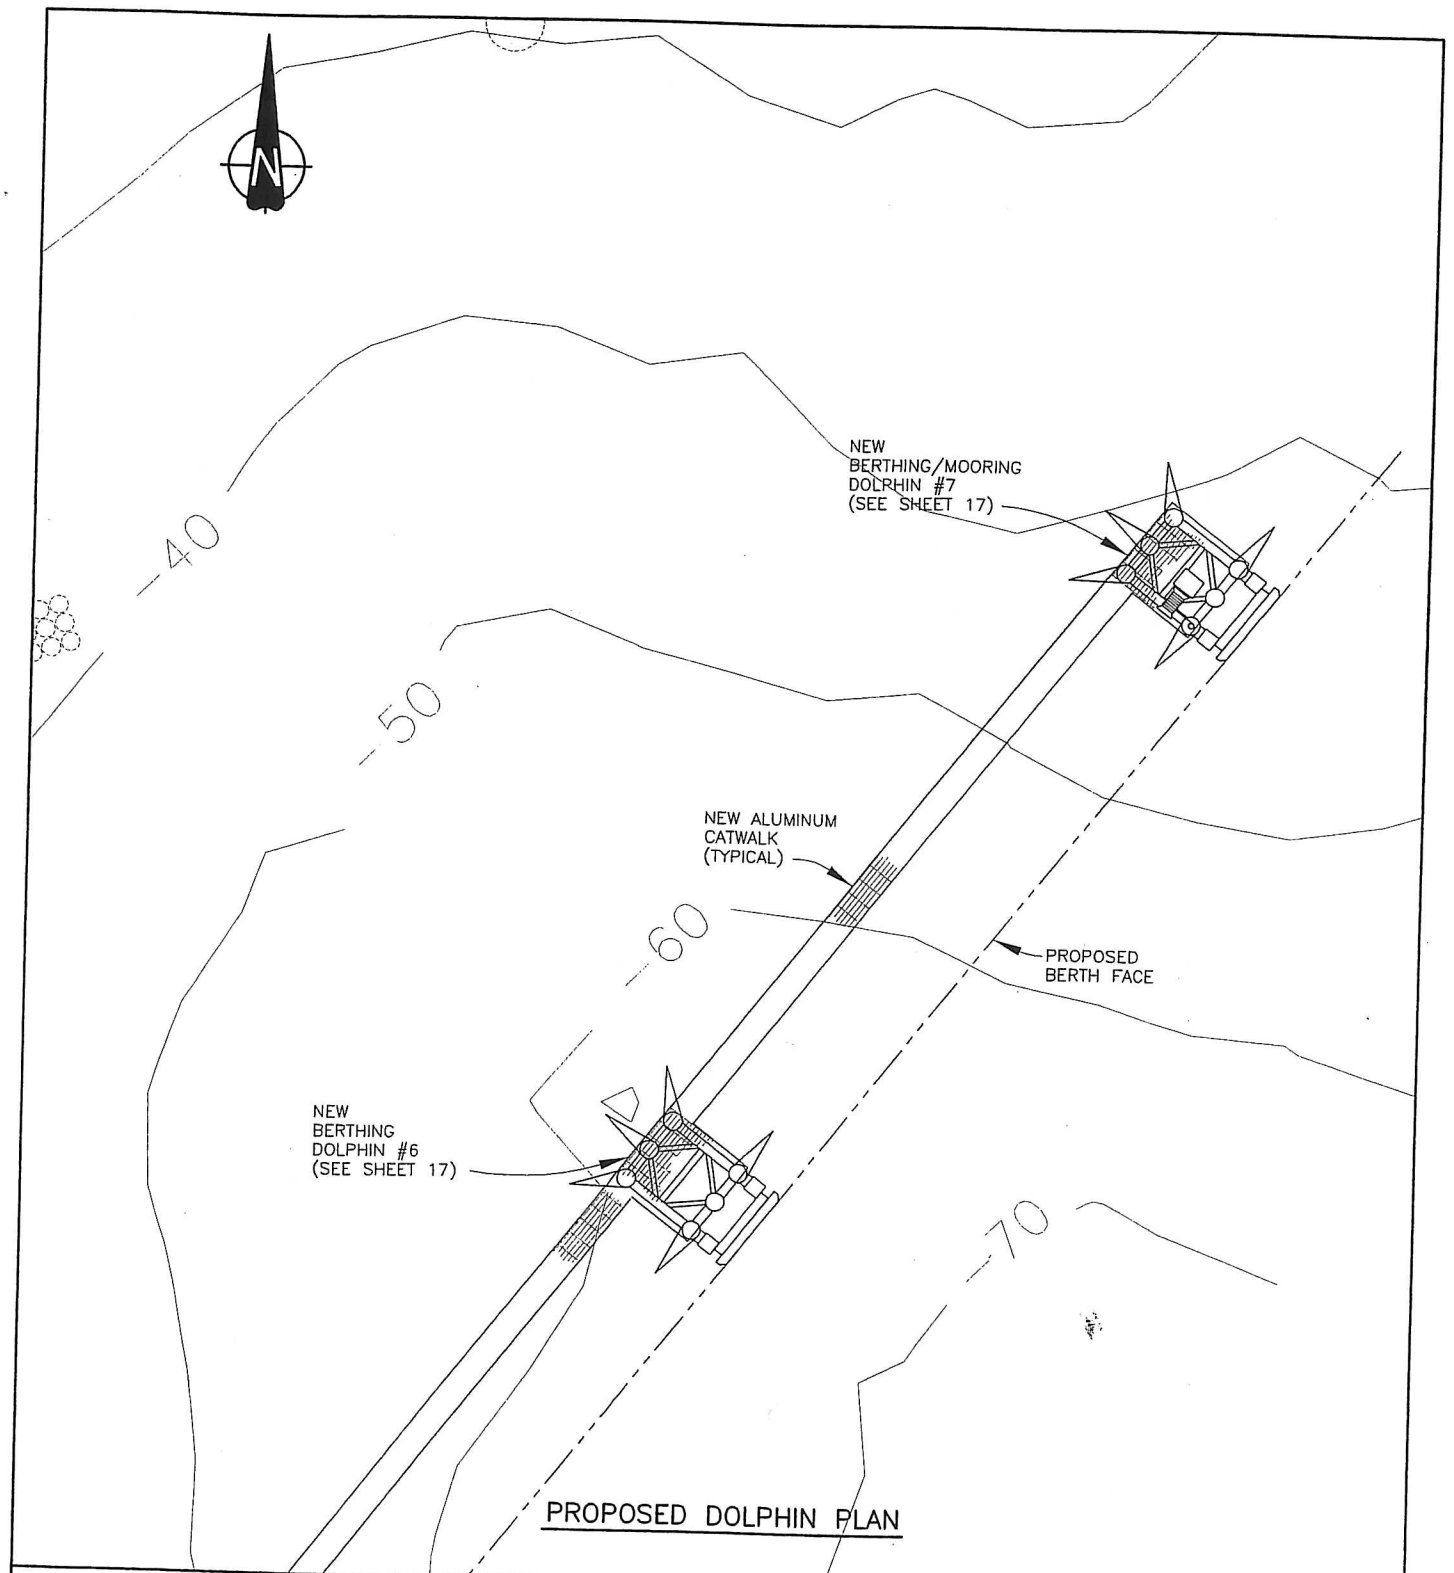 N
NEW
BERTHING/MOORING
DOLPHIN #7
(SEE SHEET 17)
-40
-50
NEW ALUMINUM
CATWALK
(TYPICAL)
-60
PROPOSED
BERTH FACE
NEW
BERTHING
DOLPHIN #6
(SEE SHEET 17)
-70
PROPOSED DOLPHIN PLAN